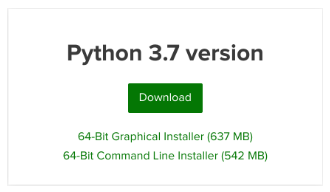 Python 3.7 version
Download
64-Bit Graphical Installer (637 MB)
64-Bit Command Line Installer (542 MB)